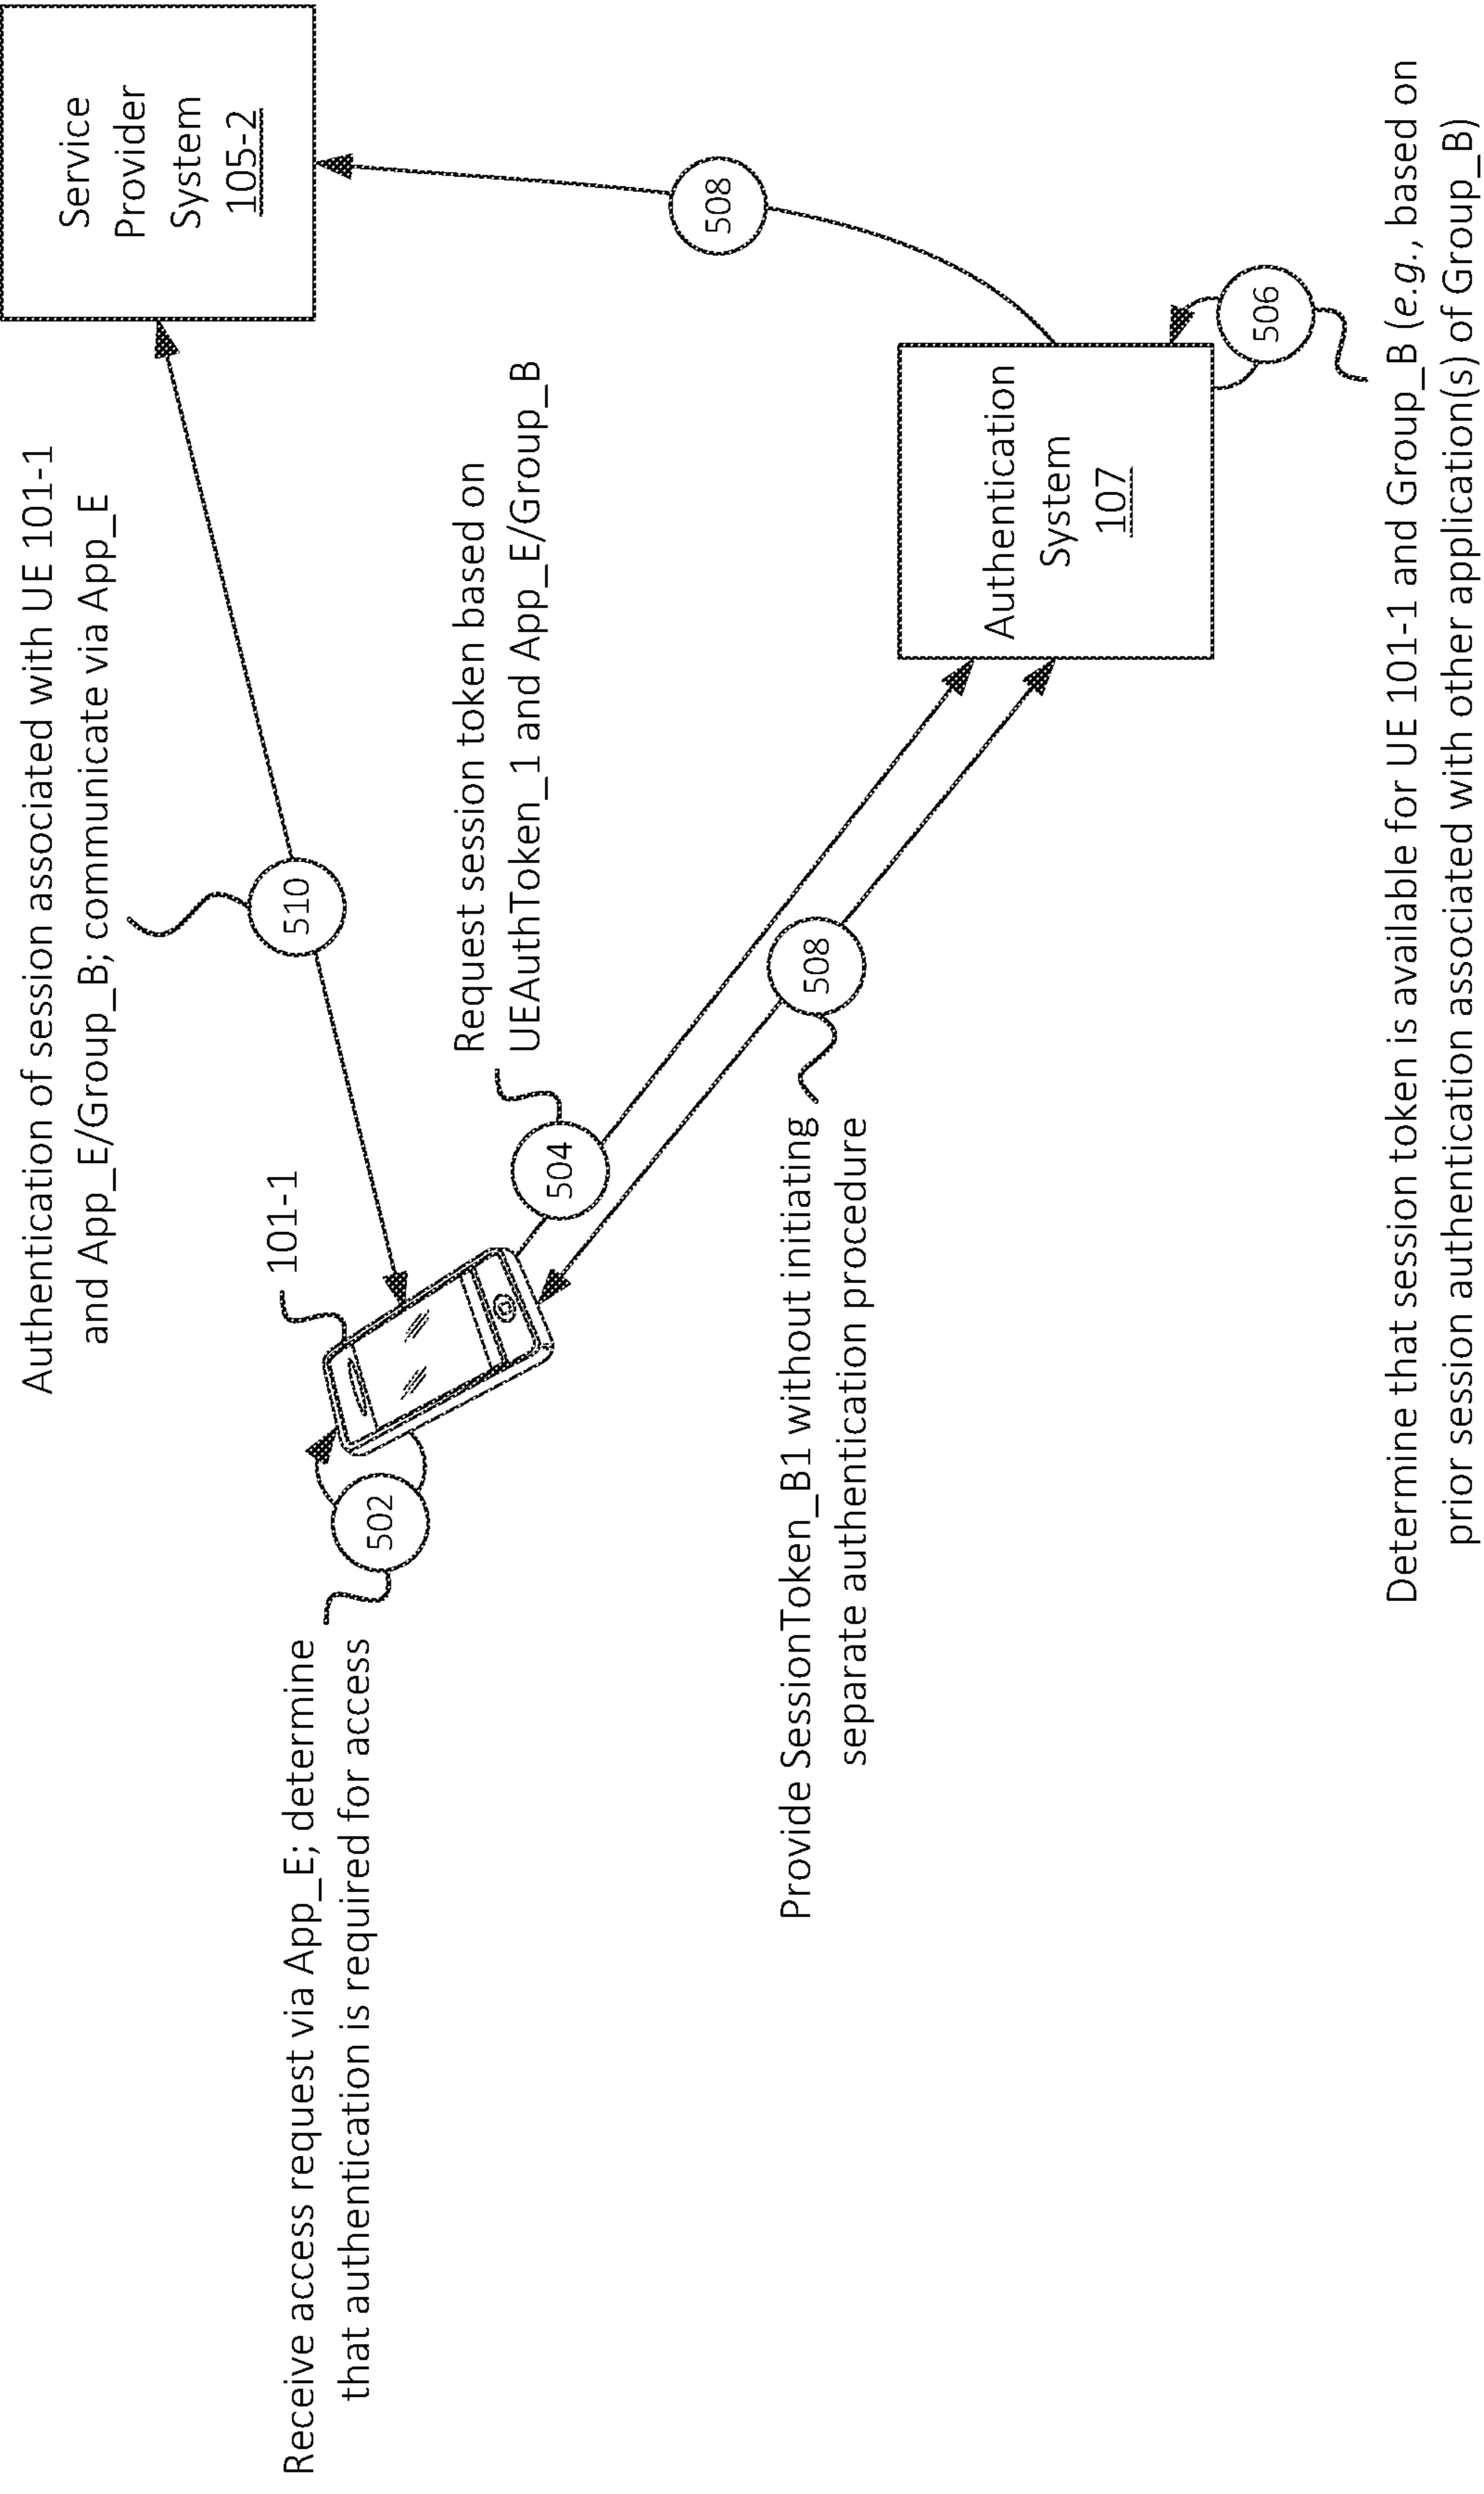 Authentication of session associated with UE 101-1
and App_E/Group_B; communicate via App_E
Service
Provider
System
105-2
510
101-1
Receive access request via App_E; determine
that authentication is required for access
502
Request session token based on
UEAuthToken_1 and App_E/Group_B
504
508
Provide SessionToken_B1 without initiating
separate authentication procedure
508
Authentication
System
107
506
Determine that session token is available for UE 101-1 and Group_B (e.g., based on
prior session authentication associated with other application(s) of Group_B)